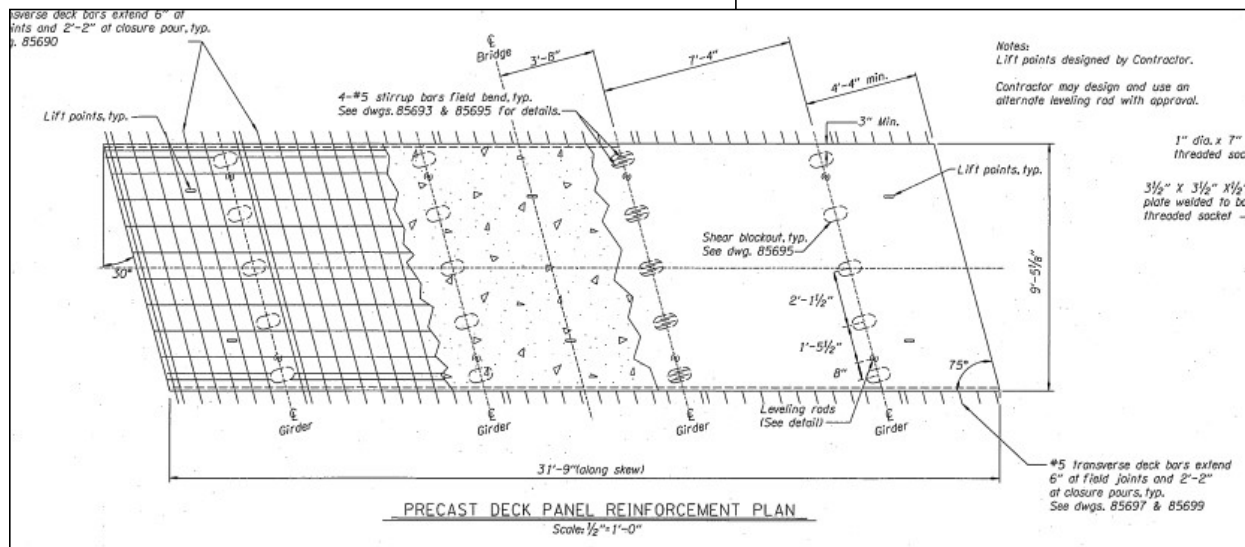 nsverse deck bars extend 6" at
ints and 2'-2" at closure pour, typ.
. 85690
Lift points, typ.
℄
Bridge
3'-8"
7'-4"
4'-4" min.
4-#5 stirrup bars field bend, typ.
See dwgs. 85693 & 85695 for details.
3" Min.
Notes:
Lift points designed by Contractor.
Contractor may design and use an
alternate leveling rod with approval.
1" dia. x 7"
threaded soc
3½" X 3½" X½"
plate welded to bo
threaded socket
Lift points, typ.
Shear blockout, typ.
See dwg. 85695
30°
2'-1½"
1'-5½"
8"
9'-5⅛"
75°
℄
Girder
℄
Girder
℄
Girder
℄
Girder
Leveling rods
(See detail)
31'-9"(along skew)
#5 transverse deck bars extend
6" at field joints and 2'-2"
at closure pours, typ.
See dwgs. 85697 & 85699
PRECAST DECK PANEL REINFORCEMENT PLAN
Scale: ½"=1'-0"